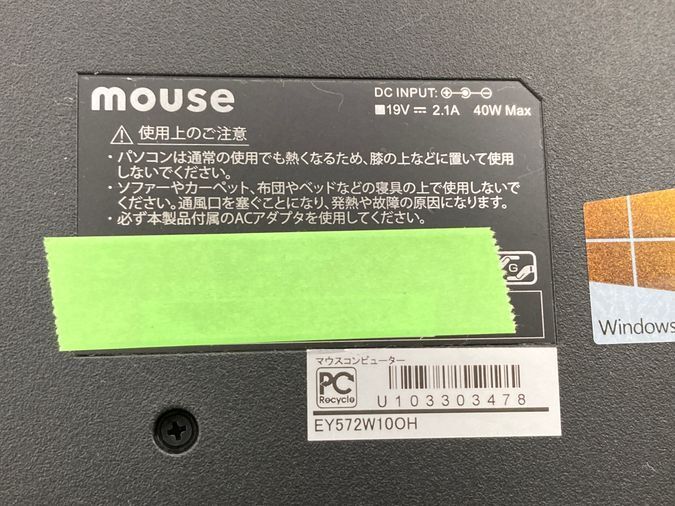 mouse
DC INPUT:
19V 2.1A 40W Max
使用上のご注意
・パソコンは通常の使用でも熱くなるため、膝の上などに置いて使用
しないでください。
・ソファーやカーペット、布団やベッドなどの寝具の上で使用しないで
ください。通風口を塞ぐことになり、発熱や故障の原因になります。
・必ず本製品付属のACアダプタを使用してください。
G
Windows
マウスコンピューター
PC
Recycle
U103303478
EY572W10OH